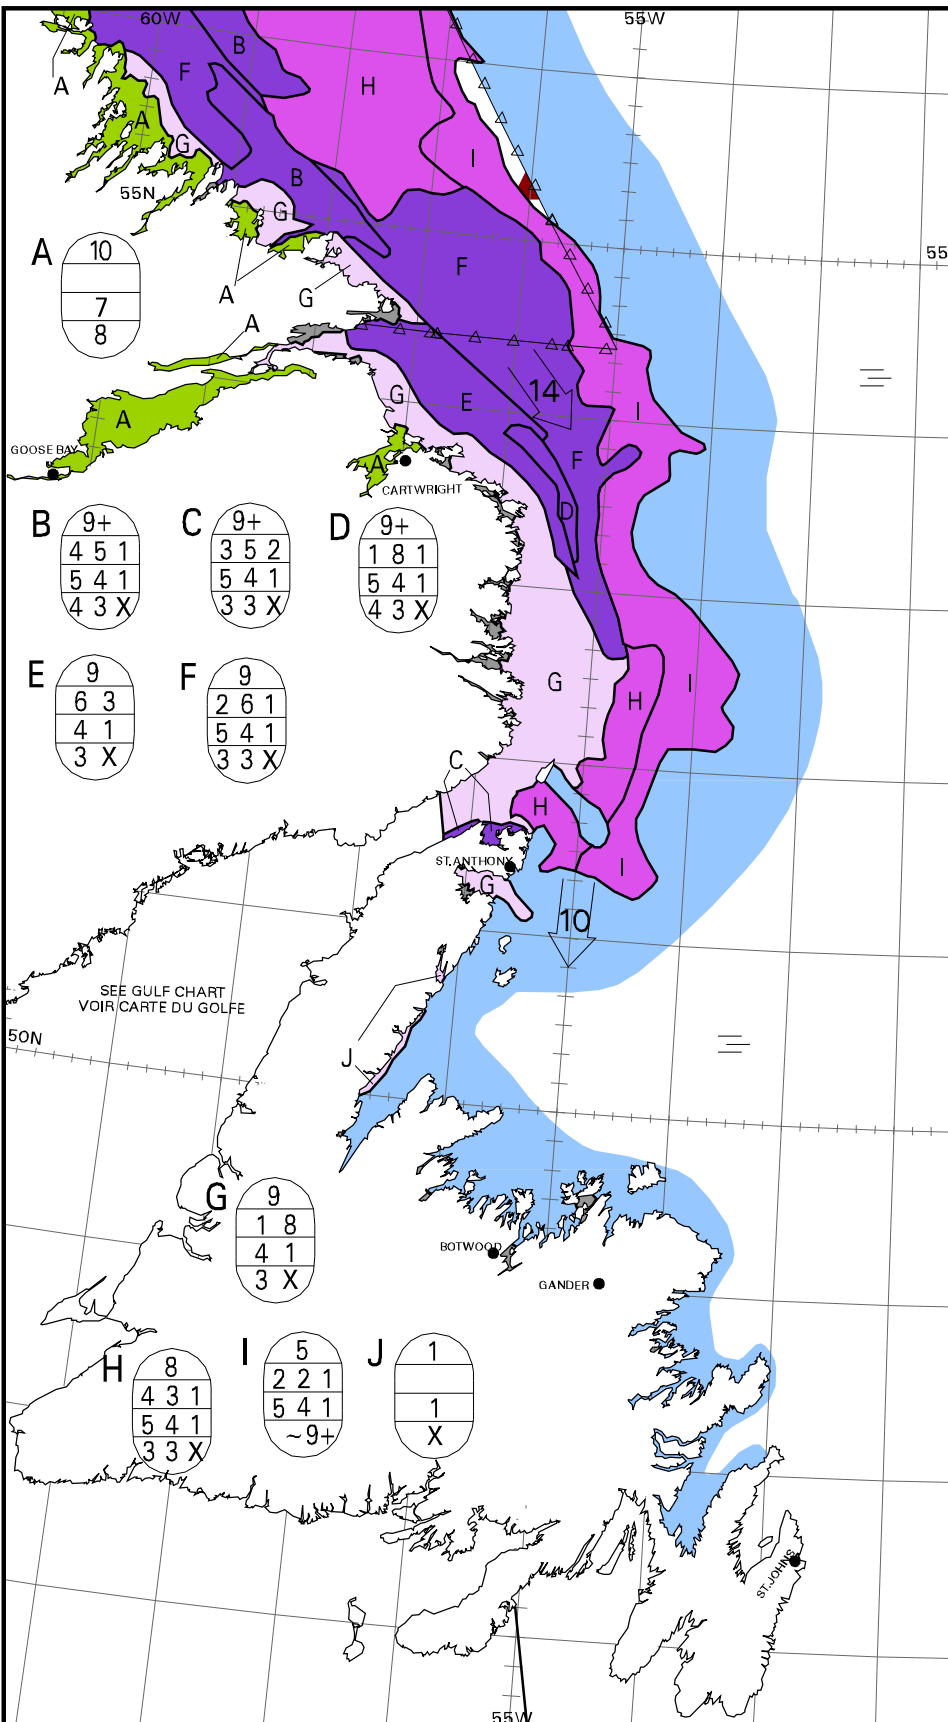 60W
55W
B
F
H
A
A
G
I
B
55N
G
F
55
A
10
7
8
A
G
A
G
E
14
I
A
GOOSE BAY
A
CARTWRIGHT
F
D
B
9+
4 5 1
5 4 1
4 3 X
C
9+
3 5 2
5 4 1
3 3 X
D
9+
1 8 1
5 4 1
4 3 X
E
9
6 3
4 1
3 X
F
9
2 6 1
5 4 1
3 3 X
G
H
I
C
H
ST.ANTHONY
G
I
10
SEE GULF CHART
VOIR CARTE DU GOLFE
50N
J
G
9
1 8
4 1
3 X
BOTWOOD
GANDER
H
8
4 3 1
5 4 1
3 3 X
I
5
2 2 1
5 4 1
~9+
J
1
1
X
ST.JOHNS
55W